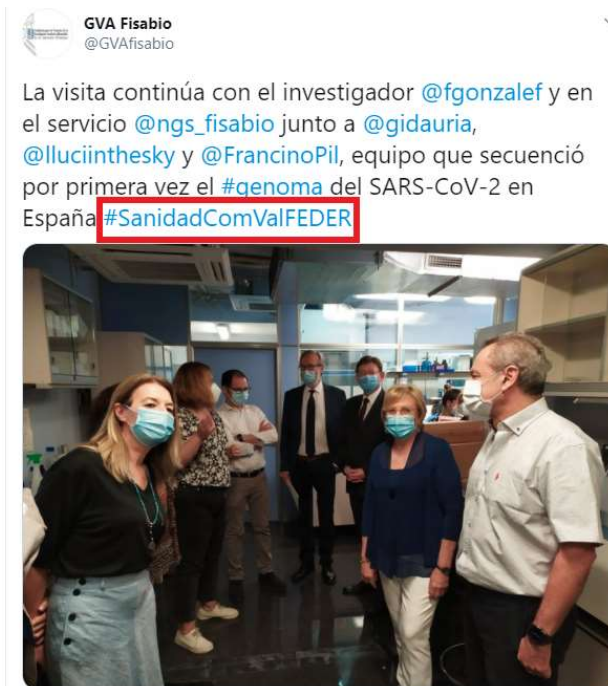 GVA Fisabio
@GVAfisabio
La visita continúa con el investigador @fgonzalef y en
el servicio @ngs_fisabio junto a @gidauria,
@lluciinthesky y @FrancinoPil, equipo que secuenció
por primera vez el #genoma del SARS-CoV-2 en
España #SanidadComValFEDER